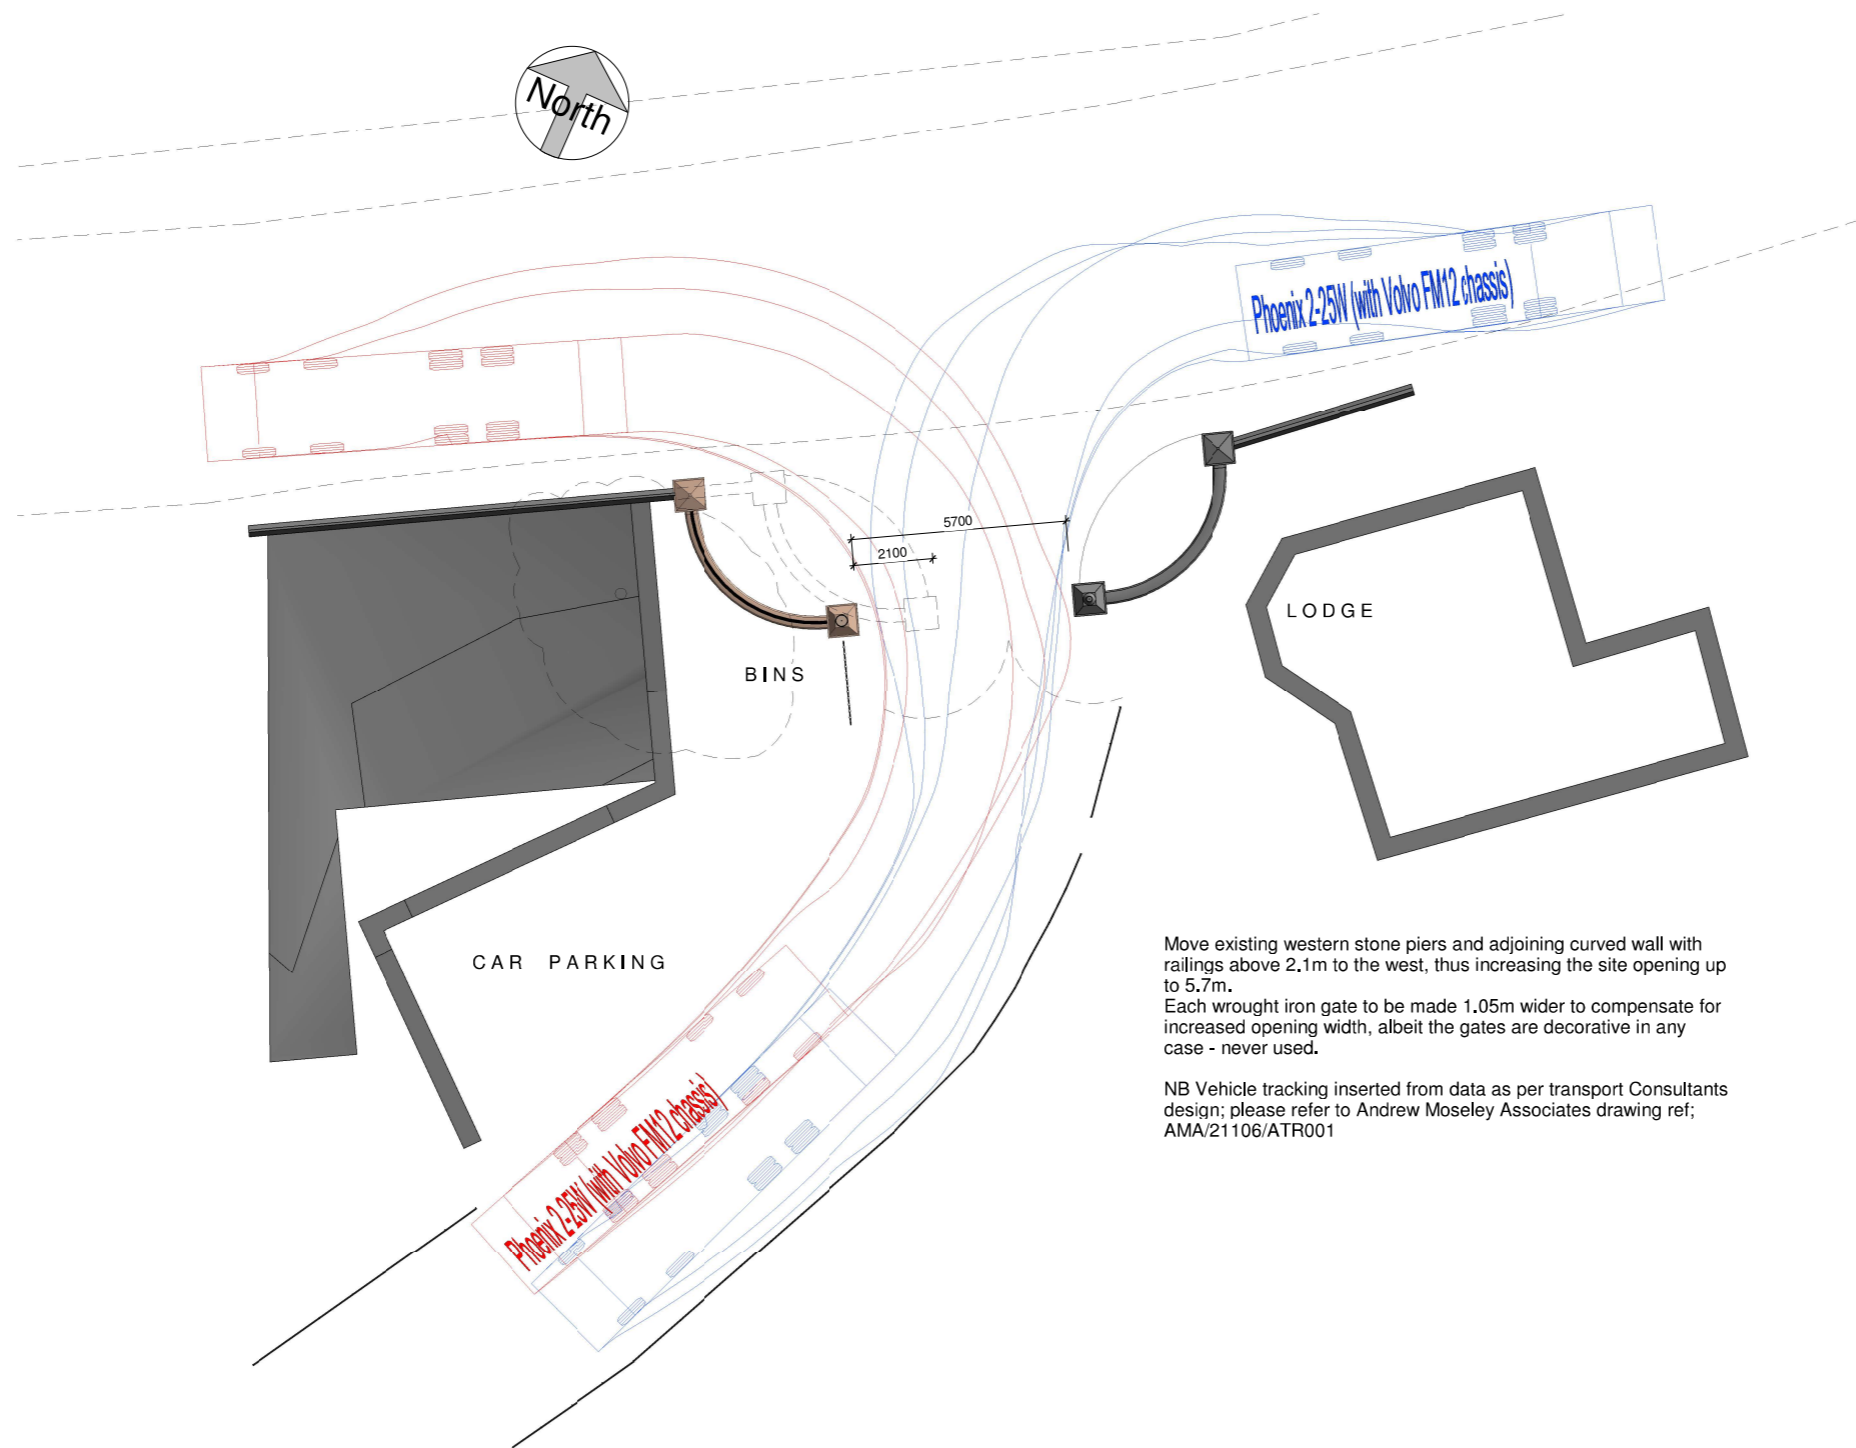 North
Phoenix 2-25W (with Volvo FM12 chassis)
5700
2100
LODGE
BINS
CAR PARKING
Move existing western stone piers and adjoining curved wall with
railings above 2.1m to the west, thus increasing the site opening up
to 5.7m.
Each wrought iron gate to be made 1.05m wider to compensate for
increased opening width, albeit the gates are decorative in any
case - never used.
NB Vehicle tracking inserted from data as per transport Consultants
design; please refer to Andrew Moseley Associates drawing ref;
AMA/21106/ATR001
Phoenix 2-25W (with Volvo FM12 chassis)